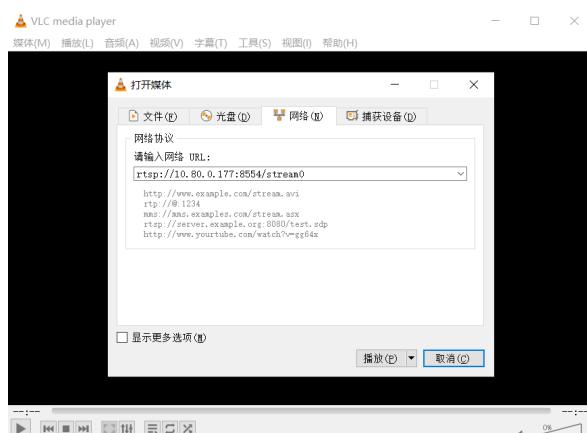 VLC media player
媒体(M) 播放(L) 音频(A) 视频(V) 字幕(T) 工具(S) 视图(I) 帮助(H)
打开媒体
文件(F) 光盘(D) 网络(N) 捕获设备(D)
网络协议
请输入网络 URL:
rtsp://10.80.0.177:8554/stream0
http://www.example.com/stream.avi
rtp://@:1234
mms://mms.examples.com/stream.asx
rtsp://server.example.org:8080/test.sdp
http://www.yourtube.com/watch?v=gg64x
显示更多选项(M)
播放(P) 取消(C)
--:-- --:--
0%